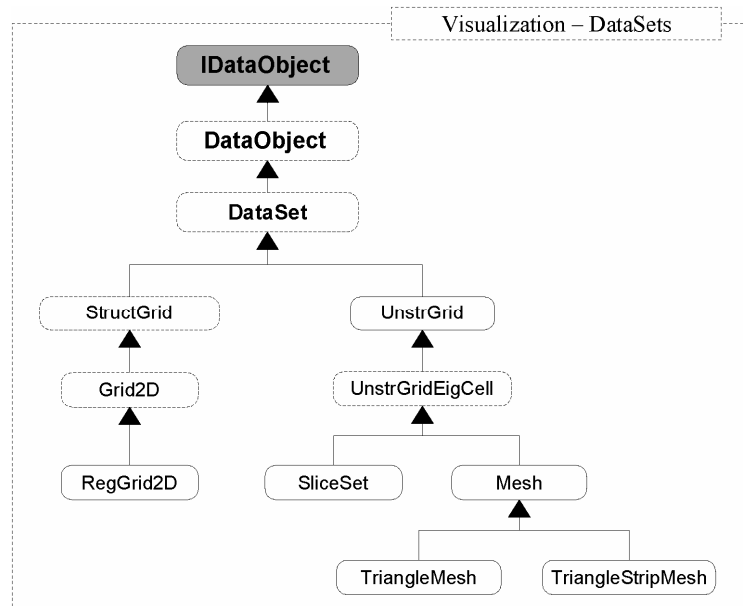 Visualization – DataSets
IDataObject
DataObject
DataSet
StructGrid
UnstrGrid
Grid2D
UnstrGridEigCell
RegGrid2D
SliceSet
Mesh
TriangleMesh
TriangleStripMesh